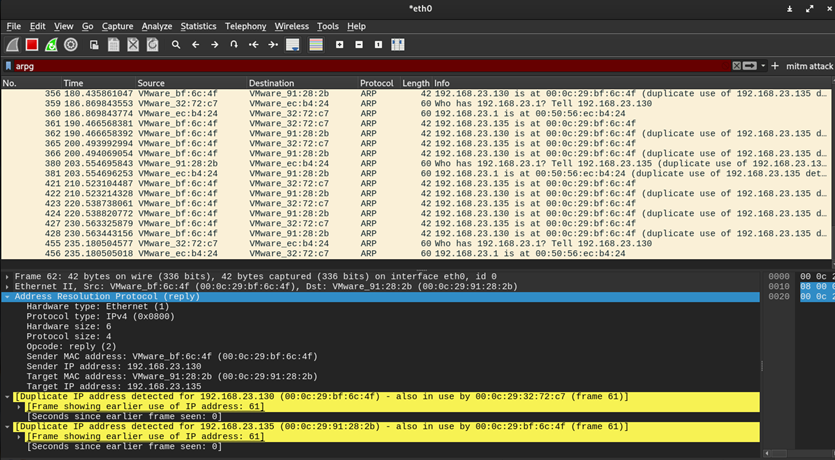 *eth0
File Edit View Go Capture Analyze Statistics Telephony Wireless Tools Help
arpg mitm attack
No. Time Source Destination Protocol Length Info
356 180.435861047 VMware_bf:6c:4f VMware_91:28:2b ARP 42 192.168.23.130 is at 00:0c:29:bf:6c:4f (duplicate use of 192.168.23.135 d…
359 186.869843553 VMware_32:72:c7 VMware_ec:b4:24 ARP 60 Who has 192.168.23.1? Tell 192.168.23.130
360 186.869843774 VMware_ec:b4:24 VMware_32:72:c7 ARP 60 192.168.23.1 is at 00:50:56:ec:b4:24
361 190.466568381 VMware_bf:6c:4f VMware_32:72:c7 ARP 42 192.168.23.135 is at 00:0c:29:bf:6c:4f
362 190.466658392 VMware_bf:6c:4f VMware_91:28:2b ARP 42 192.168.23.130 is at 00:0c:29:bf:6c:4f (duplicate use of 192.168.23.135 d…
365 200.493992994 VMware_bf:6c:4f VMware_32:72:c7 ARP 42 192.168.23.135 is at 00:0c:29:bf:6c:4f
366 200.494069054 VMware_bf:6c:4f VMware_91:28:2b ARP 42 192.168.23.130 is at 00:0c:29:bf:6c:4f (duplicate use of 192.168.23.135 d…
380 203.554695843 VMware_91:28:2b VMware_ec:b4:24 ARP 60 Who has 192.168.23.1? Tell 192.168.23.135 (duplicate use of 192.168.23.13…
381 203.554696253 VMware_ec:b4:24 VMware_91:28:2b ARP 60 192.168.23.1 is at 00:50:56:ec:b4:24 (duplicate use of 192.168.23.135 det…
421 210.523104487 VMware_bf:6c:4f VMware_32:72:c7 ARP 42 192.168.23.135 is at 00:0c:29:bf:6c:4f
422 210.523214328 VMware_bf:6c:4f VMware_91:28:2b ARP 42 192.168.23.130 is at 00:0c:29:bf:6c:4f (duplicate use of 192.168.23.135 d…
423 220.538738061 VMware_bf:6c:4f VMware_32:72:c7 ARP 42 192.168.23.135 is at 00:0c:29:bf:6c:4f
424 220.538820772 VMware_bf:6c:4f VMware_91:28:2b ARP 42 192.168.23.130 is at 00:0c:29:bf:6c:4f (duplicate use of 192.168.23.135 d…
427 230.563325879 VMware_bf:6c:4f VMware_32:72:c7 ARP 42 192.168.23.135 is at 00:0c:29:bf:6c:4f
428 230.563443156 VMware_bf:6c:4f VMware_91:28:2b ARP 42 192.168.23.130 is at 00:0c:29:bf:6c:4f (duplicate use of 192.168.23.135 d…
455 235.180504577 VMware_32:72:c7 VMware_ec:b4:24 ARP 60 Who has 192.168.23.1? Tell 192.168.23.130
456 235.180505018 VMware_ec:b4:24 VMware_32:72:c7 ARP 60 192.168.23.1 is at 00:50:56:ec:b4:24
Frame 62: 42 bytes on wire (336 bits), 42 bytes captured (336 bits) on interface eth0, id 0 0000 00 0c 2
Ethernet II, Src: VMware_bf:6c:4f (00:0c:29:bf:6c:4f), Dst: VMware_91:28:2b (00:0c:29:91:28:2b) 0010 08 00 0
Address Resolution Protocol (reply) 0020 00 0c 2
Hardware type: Ethernet (1)
Protocol type: IPv4 (0x0800)
Hardware size: 6
Protocol size: 4
Opcode: reply (2)
Sender MAC address: VMware_bf:6c:4f (00:0c:29:bf:6c:4f)
Sender IP address: 192.168.23.130
Target MAC address: VMware_91:28:2b (00:0c:29:91:28:2b)
Target IP address: 192.168.23.135
[Duplicate IP address detected for 192.168.23.130 (00:0c:29:bf:6c:4f) - also in use by 00:0c:29:32:72:c7 (frame 61)]
[Frame showing earlier use of IP address: 61]
[Seconds since earlier frame seen: 0]
[Duplicate IP address detected for 192.168.23.135 (00:0c:29:91:28:2b) - also in use by 00:0c:29:bf:6c:4f (frame 61)]
[Frame showing earlier use of IP address: 61]
[Seconds since earlier frame seen: 0]